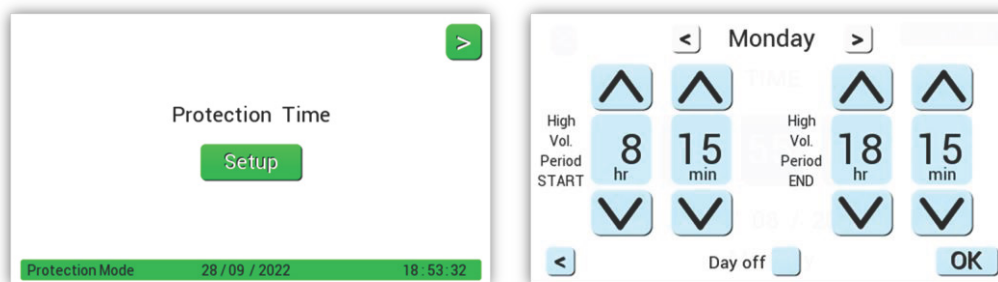 >
Protection Time
Setup
Protection Mode 28 / 09 / 2022 18 : 53 : 32
< Monday >
High
Vol.
Period
START
8
hr
15
min
High
Vol.
Period
END
18
hr
15
min
< Day off OK